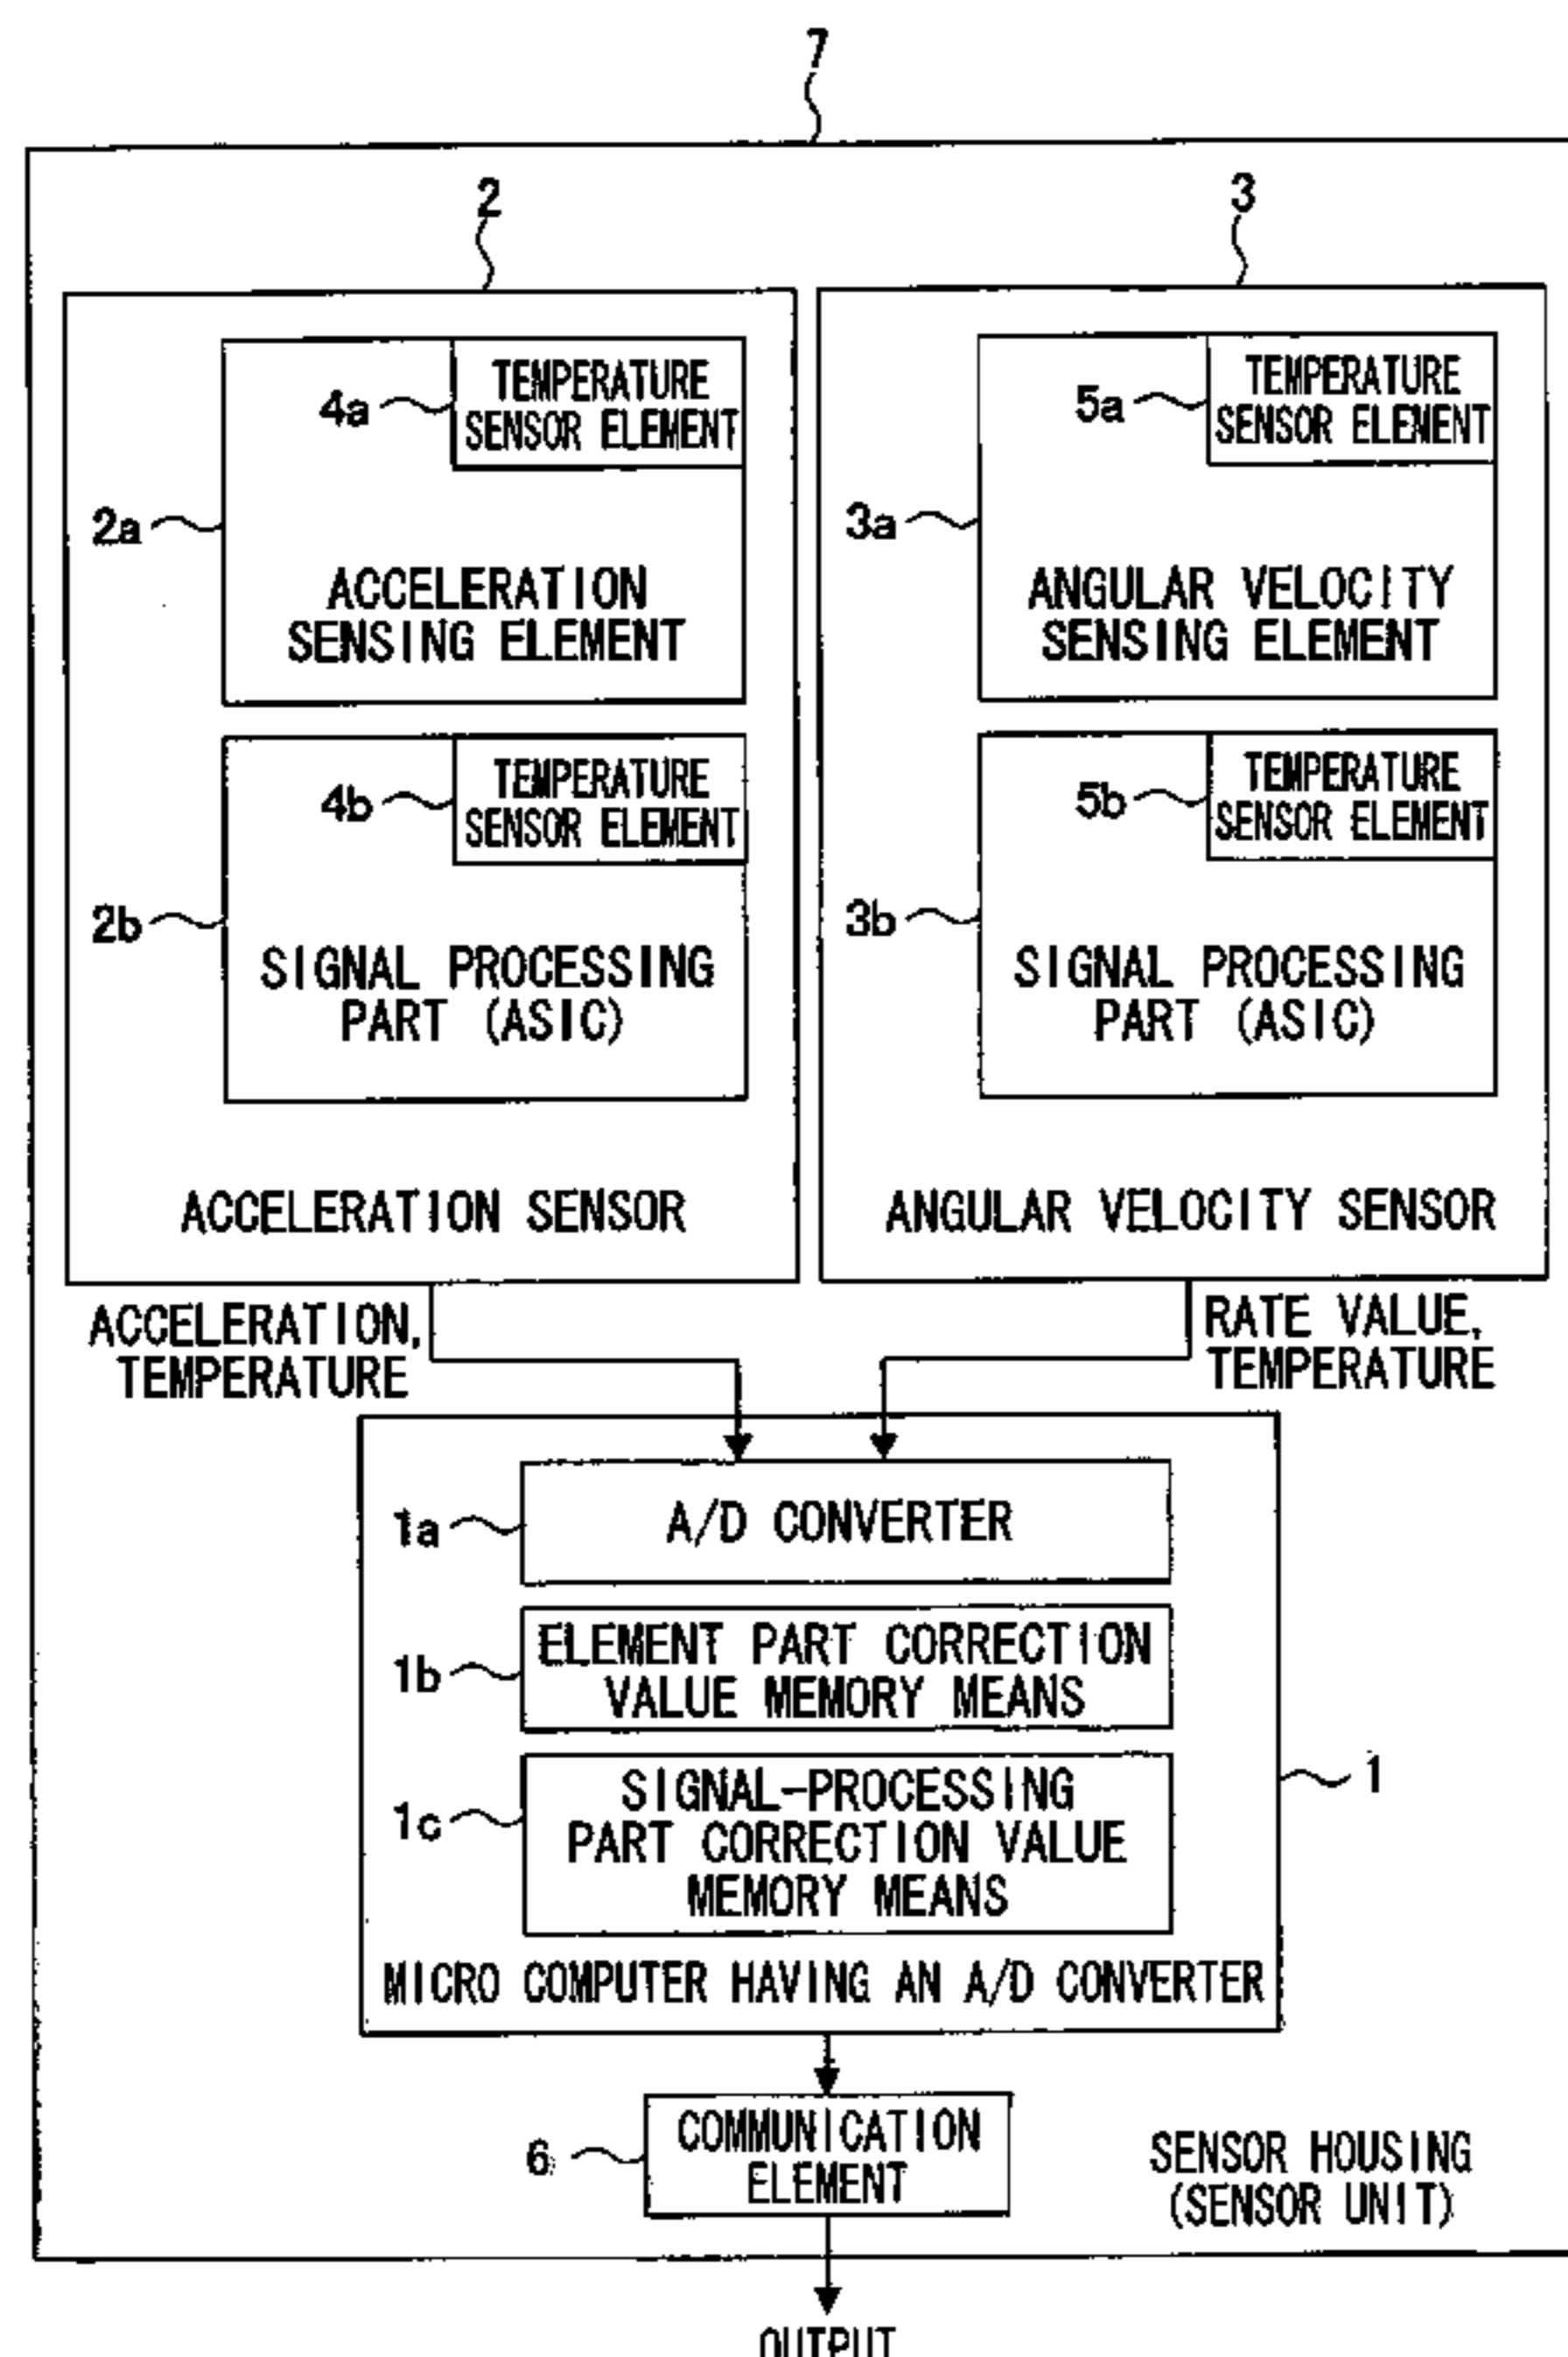 7
2
3
4a
TEMPERATURE
SENSOR ELEMENT
5a
TEMPERATURE
SENSOR ELEMENT
2a
ACCELERATION
SENSING ELEMENT
3a
ANGULAR VELOCITY
SENSING ELEMENT
4b
TEMPERATURE
SENSOR ELEMENT
5b
TEMPERATURE
SENSOR ELEMENT
2b
SIGNAL PROCESSING
PART (ASIC)
3b
SIGNAL PROCESSING
PART (ASIC)
ACCELERATION SENSOR
ANGULAR VELOCITY SENSOR
ACCELERATION,
TEMPERATURE
RATE VALUE,
TEMPERATURE
1a
A/D CONVERTER
1b
ELEMENT PART CORRECTION
VALUE MEMORY MEANS
1c
SIGNAL-PROCESSING
PART CORRECTION VALUE
MEMORY MEANS
1
MICRO COMPUTER HAVING AN A/D CONVERTER
6
COMMUNICATION
ELEMENT
SENSOR HOUSING
(SENSOR UNIT)
OUTPUT